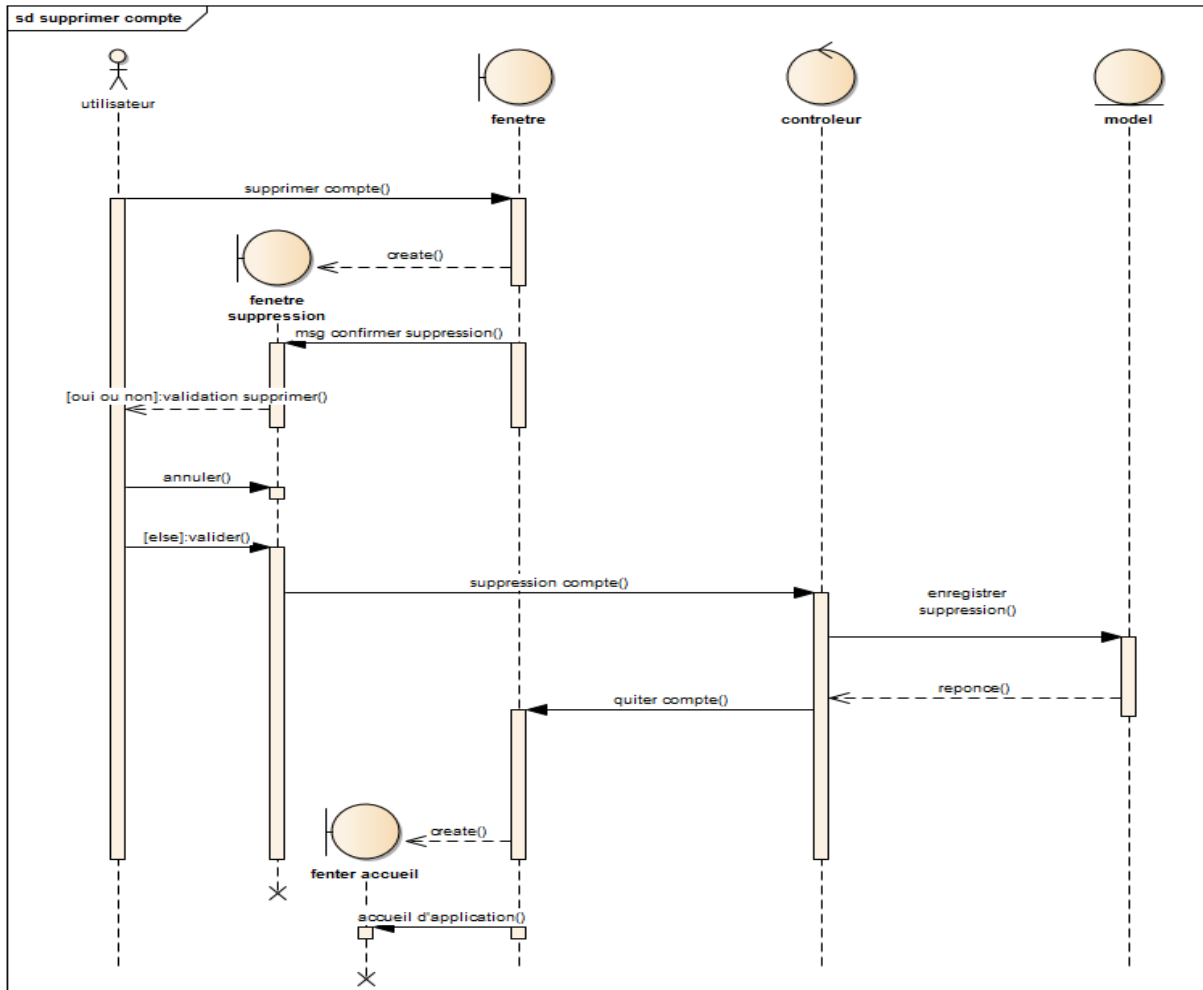 sd supprimer compte
utilisateur
fenetre
controleur
model
supprimer compte()
create()
fenetre
suppression
msg confirmer suppression()
[oui ou non]:validation supprimer()
annuler()
[else]:valider()
suppression compte()
enregistrer
suppression()
reponce()
quiter compte()
create()
fenter accueil
accueil d'application()